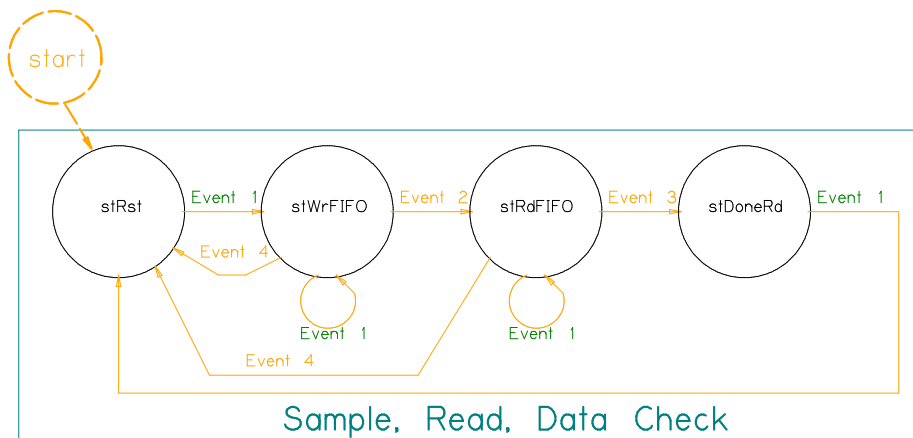 start
stRst
Event 1
stWrFIFO
Event 2
stRdFIFO
Event 3
stDoneRd
Event 1
Event 4
Event 1
Event 1
Event 4
Sample, Read, Data Check